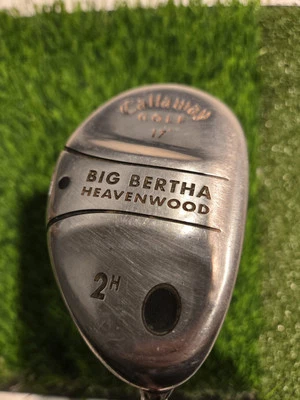 Callaway
GOLF
17
BIG BERTHA
HEAVENWOOD
2H